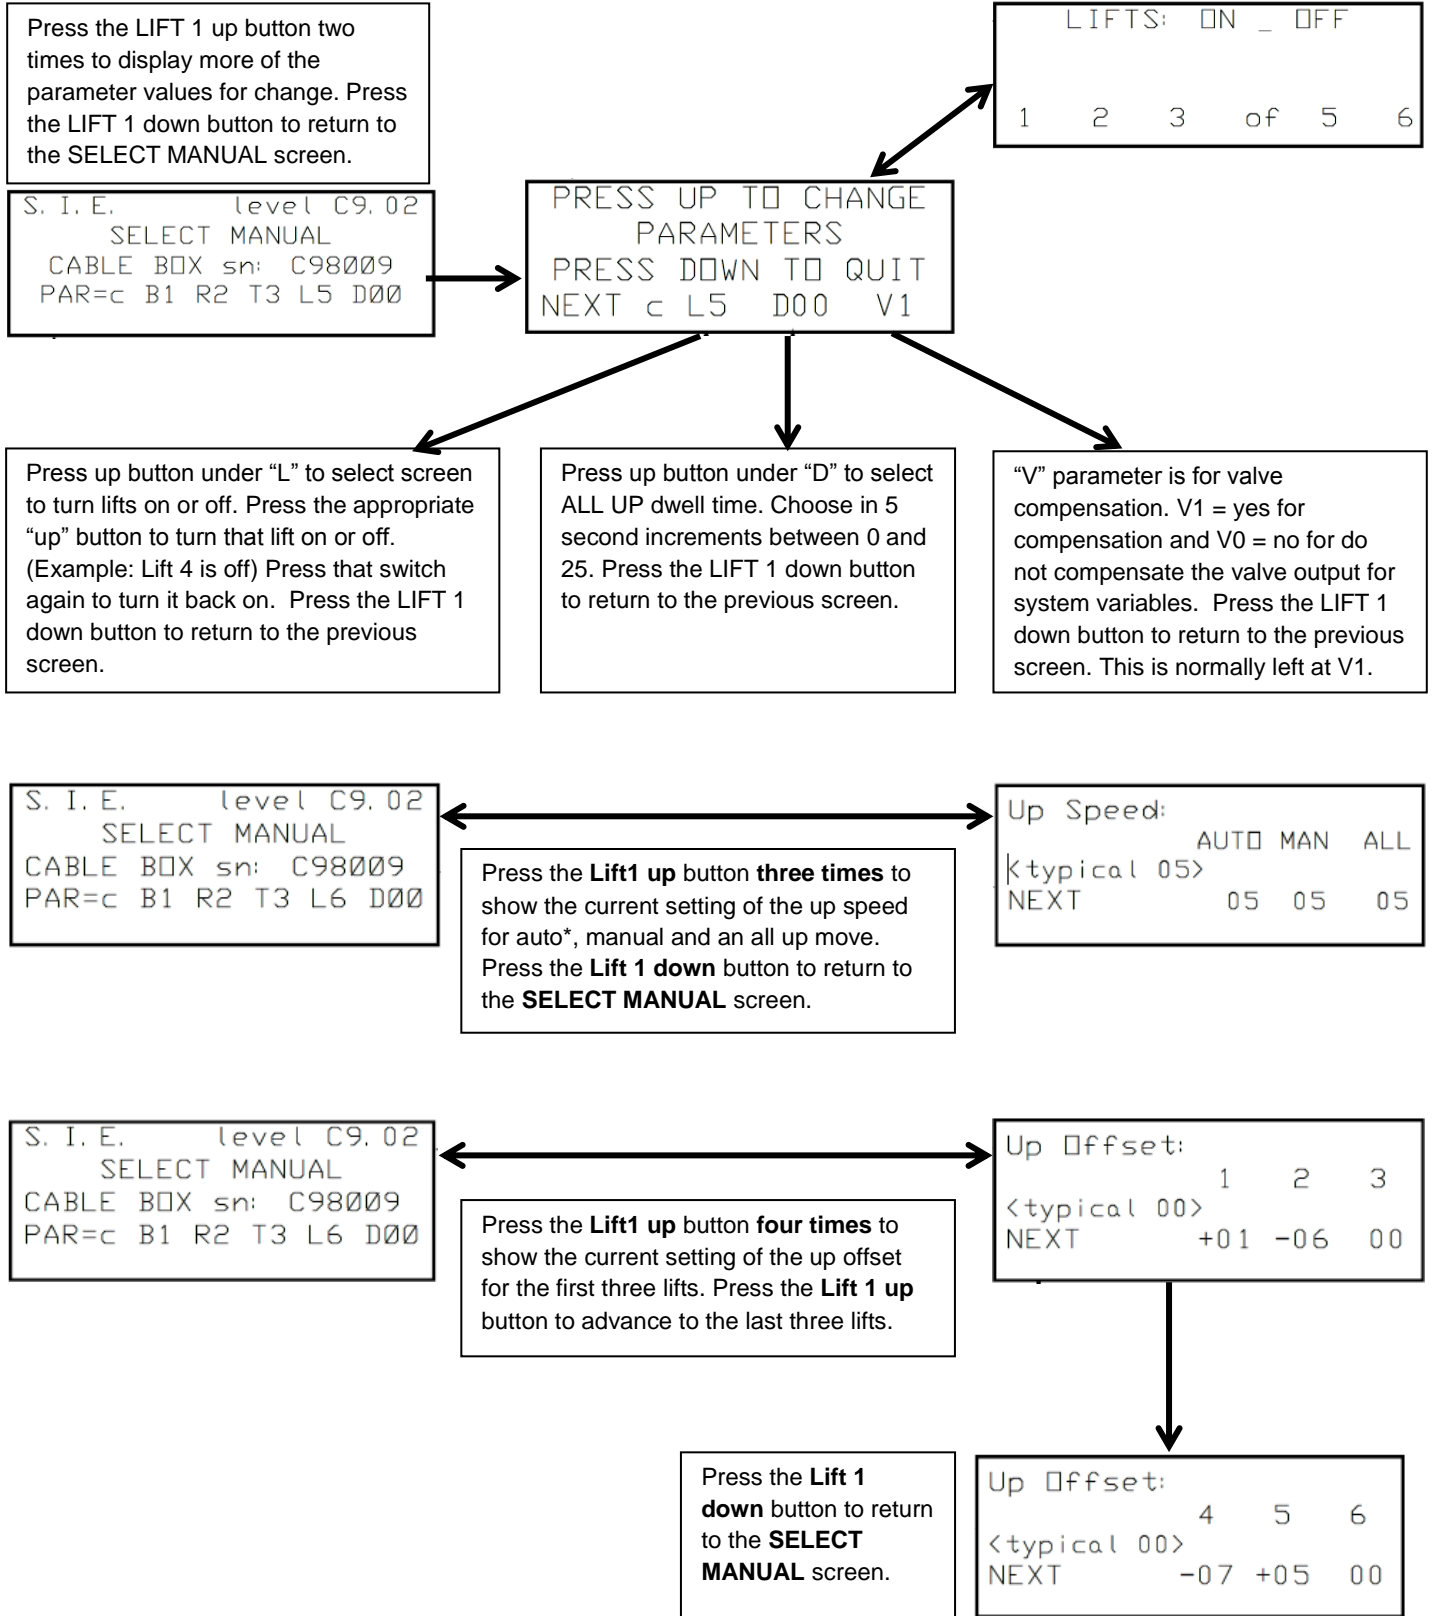 Press the LIFT 1 up button two
times to display more of the
parameter values for change. Press
the LIFT 1 down button to return to
the SELECT MANUAL screen.
LIFTS: ON _ OFF
1 2 3 of 5 6
S. I. E. level C9.02
SELECT MANUAL
CABLE BOX sn: C98009
PAR=c B1 R2 T3 L5 D00
PRESS UP TO CHANGE
PARAMETERS
PRESS DOWN TO QUIT
NEXT c L5 D00 V1
Press up button under “L” to select screen
to turn lifts on or off. Press the appropriate
“up” button to turn that lift on or off.
(Example: Lift 4 is off) Press that switch
again to turn it back on. Press the LIFT 1
down button to return to the previous
screen.
Press up button under “D” to select
ALL UP dwell time. Choose in 5
second increments between 0 and
25. Press the LIFT 1 down button
to return to the previous screen.
“V” parameter is for valve
compensation. V1 = yes for
compensation and V0 = no for do
not compensate the valve output for
system variables. Press the LIFT 1
down button to return to the previous
screen. This is normally left at V1.
S. I. E. level C9.02
SELECT MANUAL
CABLE BOX sn: C98009
PAR=c B1 R2 T3 L6 D00
Press the Lift1 up button three times to
show the current setting of the up speed
for auto*, manual and an all up move.
Press the Lift 1 down button to return to
the SELECT MANUAL screen.
Up Speed:
AUTO MAN ALL
<typical 05>
NEXT 05 05 05
S. I. E. level C9.02
SELECT MANUAL
CABLE BOX sn: C98009
PAR=c B1 R2 T3 L6 D00
Press the Lift1 up button four times to
show the current setting of the up offset
for the first three lifts. Press the Lift 1 up
button to advance to the last three lifts.
Up Offset:
1 2 3
<typical 00>
NEXT +01 -06 00
Press the Lift 1
down button to return
to the SELECT
MANUAL screen.
Up Offset:
4 5 6
<typical 00>
NEXT -07 +05 00